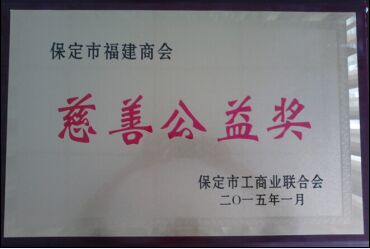 保定市福建商会
慈善公益奖
保定市工商业联合会
二〇一五年一月